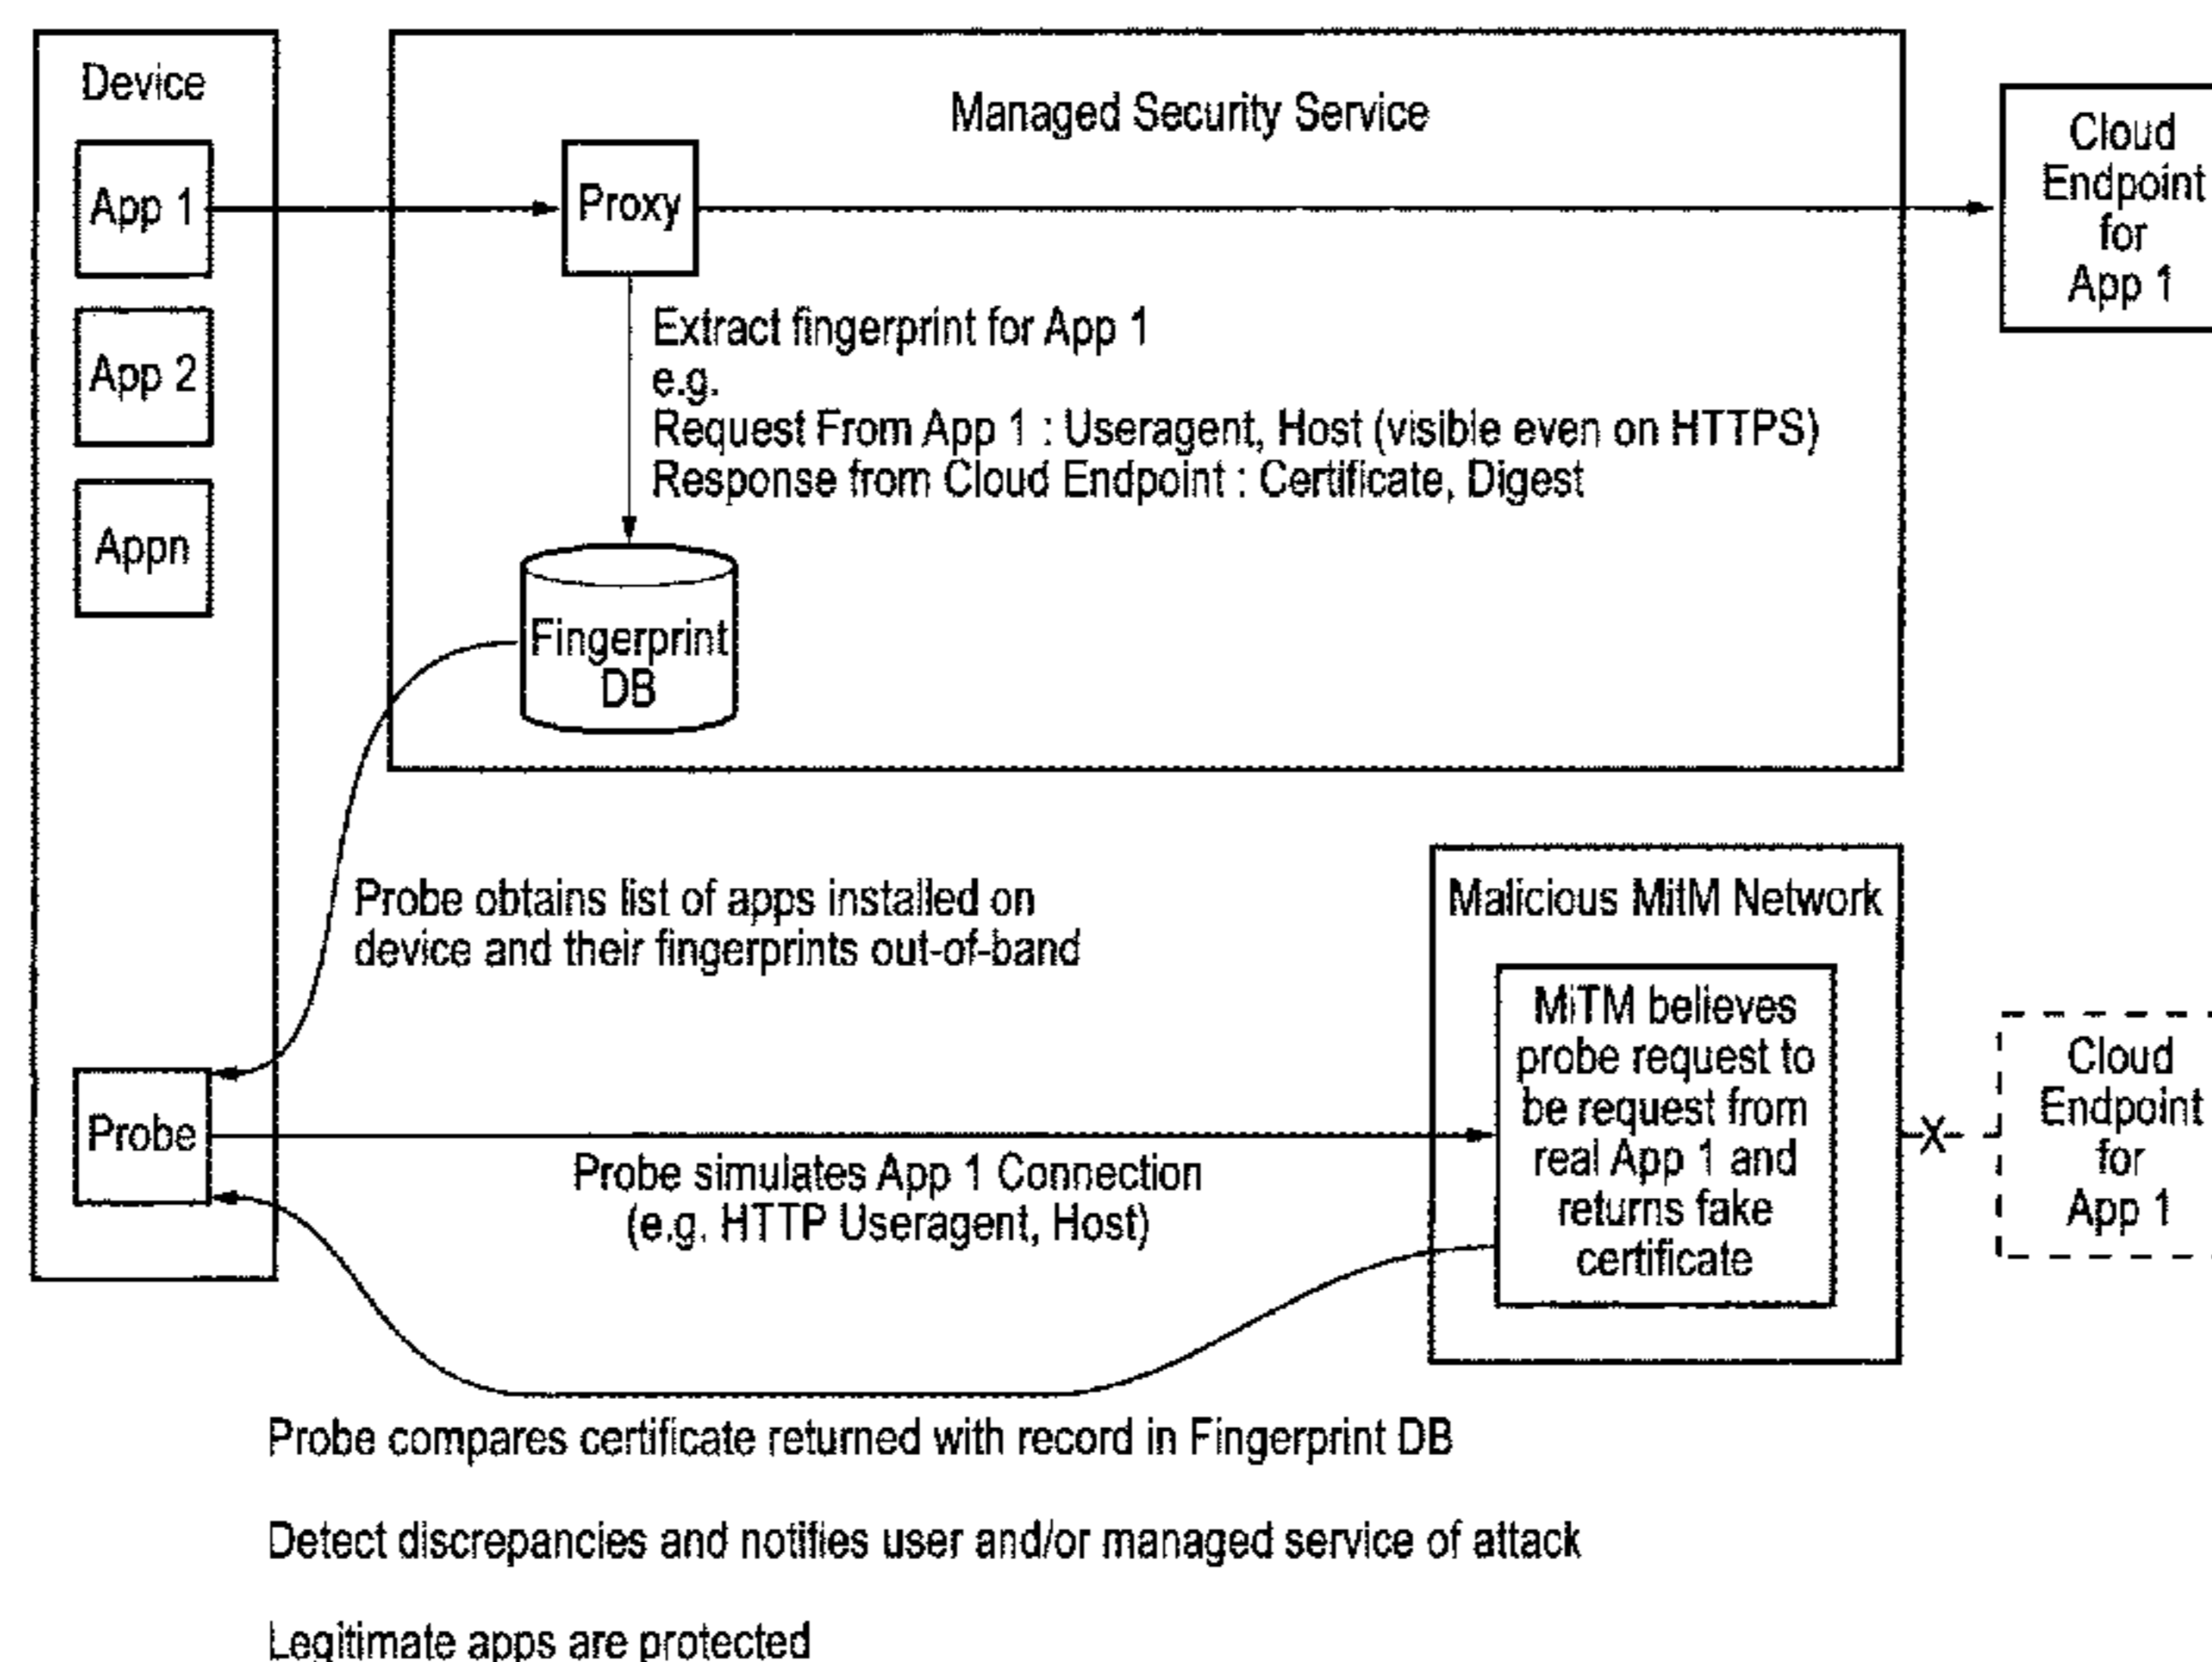 Device
App 1
App 2
Appn
Probe
Managed Security Service
Proxy
Extract fingerprint for App 1
e.g.
Request From App 1 : Useragent, Host (visible even on HTTPS)
Response from Cloud Endpoint : Certificate, Digest
Fingerprint
DB
Cloud
Endpoint
for
App 1
Probe obtains list of apps installed on
device and their fingerprints out-of-band
Malicious MitM Network
MiTM believes
probe request to
be request from
real App 1 and
returns fake
certificate
X
Cloud
Endpoint
for
App 1
Probe simulates App 1 Connection
(e.g. HTTP Useragent, Host)
Probe compares certificate returned with record in Fingerprint DB
Detect discrepancies and notifies user and/or managed service of attack
Legitimate apps are protected